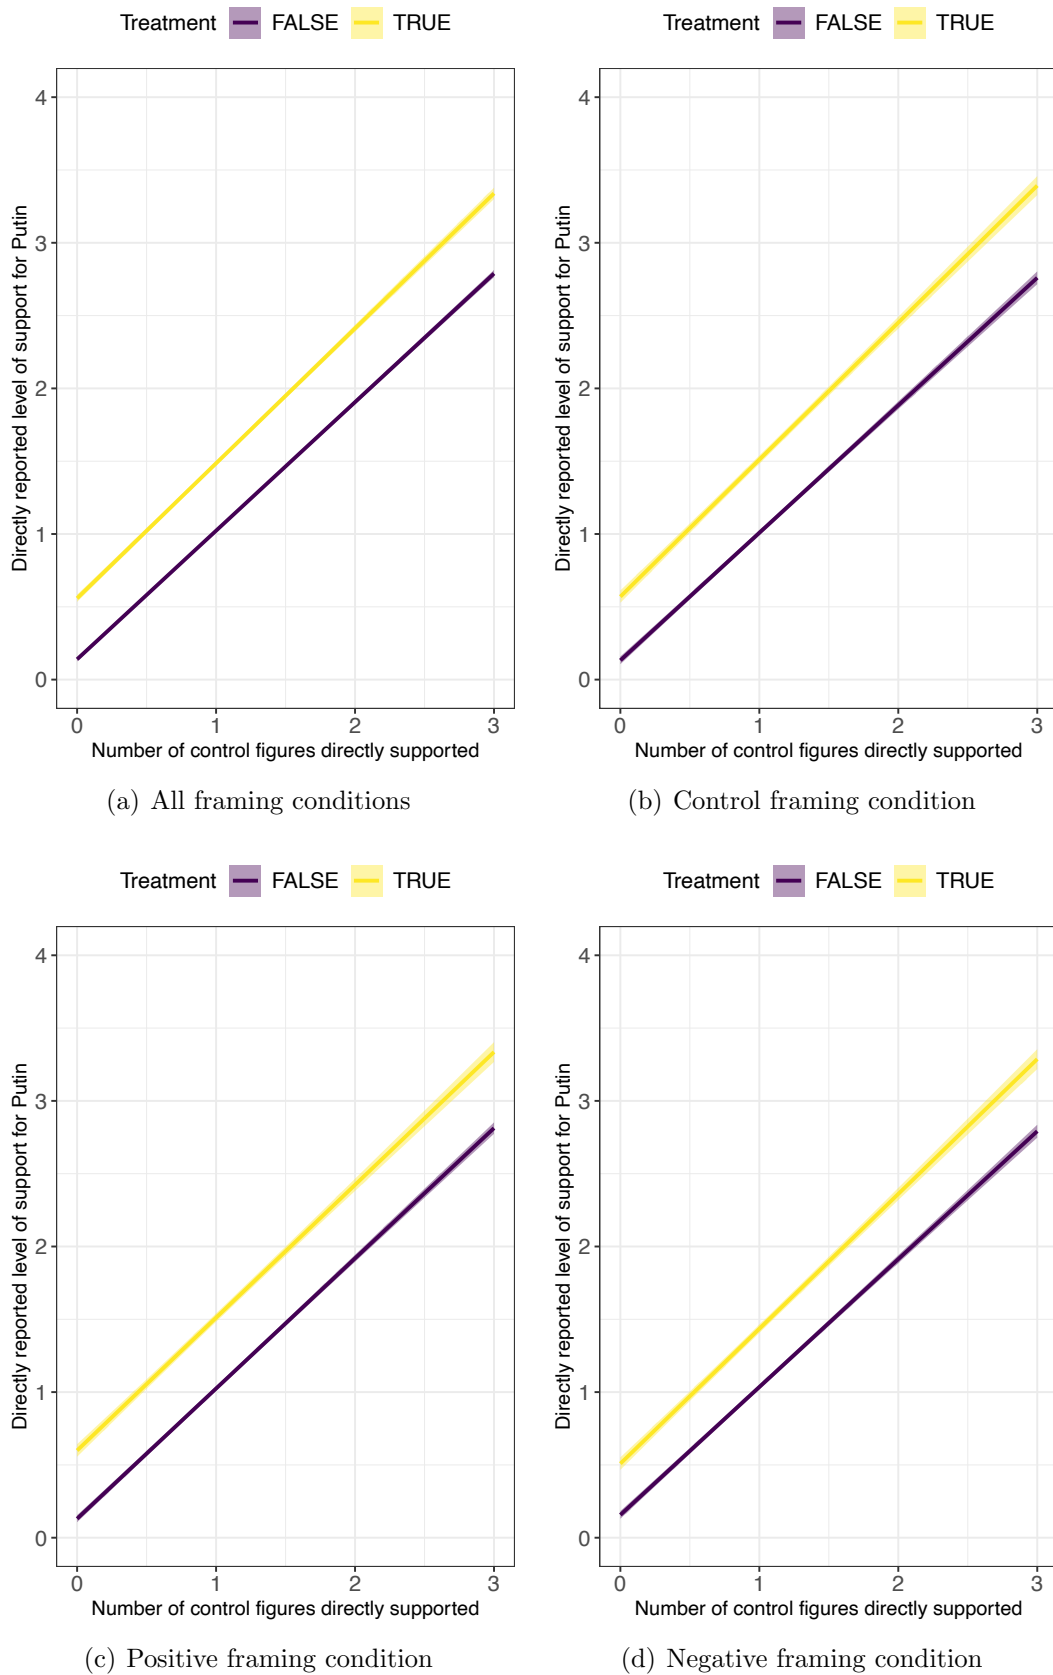 Treatment FALSE TRUE
Directly reported level of support for Putin
4
3
2
1
0
0 1 2 3
Number of control figures directly supported
(a) All framing conditions
Treatment FALSE TRUE
Directly reported level of support for Putin
4
3
2
1
0
0 1 2 3
Number of control figures directly supported
(b) Control framing condition
Treatment FALSE TRUE
Directly reported level of support for Putin
4
3
2
1
0
0 1 2 3
Number of control figures directly supported
(c) Positive framing condition
Treatment FALSE TRUE
Directly reported level of support for Putin
4
3
2
1
0
0 1 2 3
Number of control figures directly supported
(d) Negative framing condition